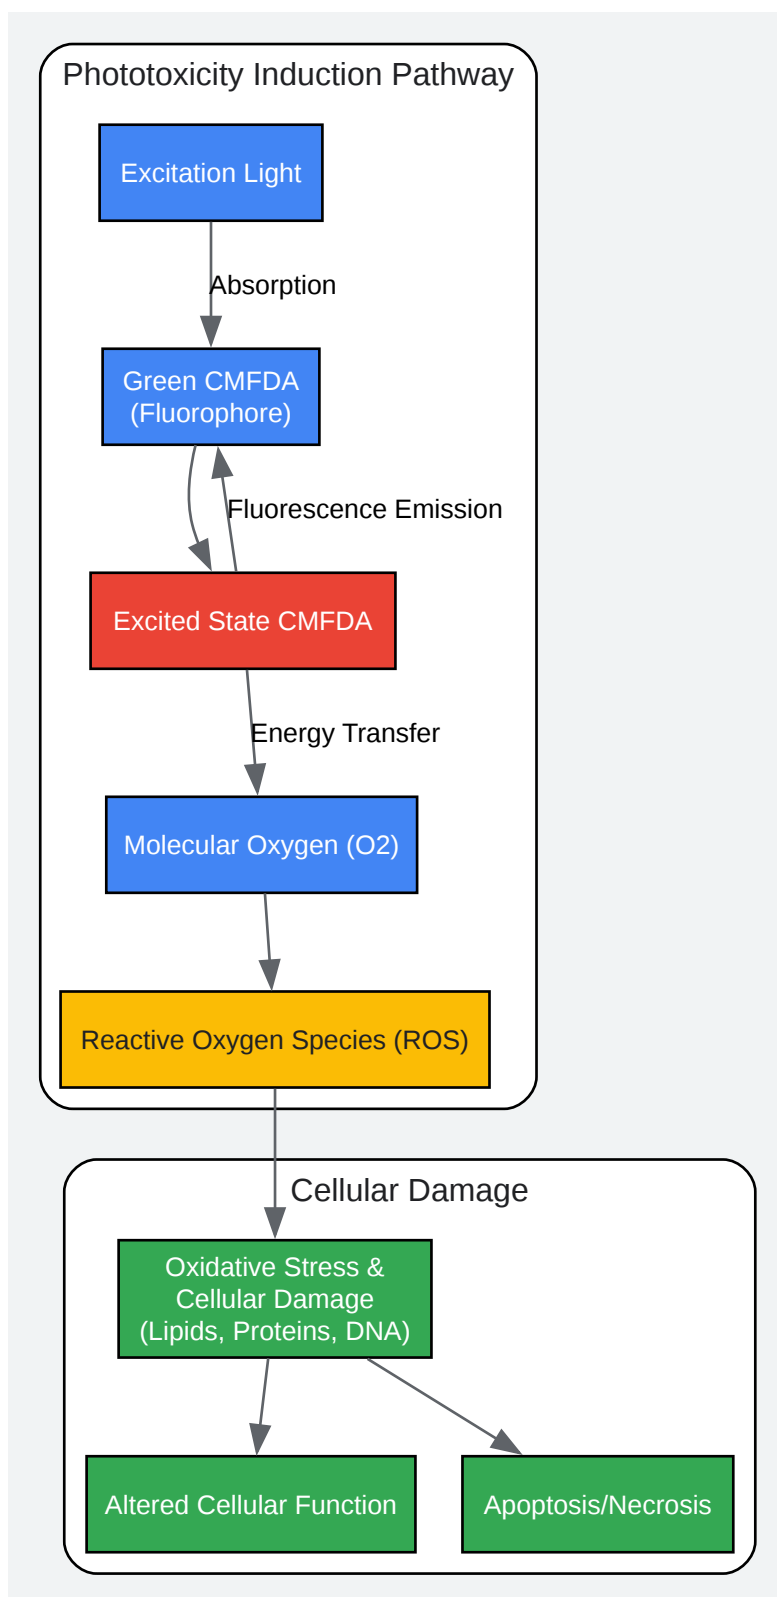 Phototoxicity Induction Pathway
Excitation Light
Absorption
Green CMFDA
(Fluorophore)
Fluorescence Emission
Excited State CMFDA
Energy Transfer
Molecular Oxygen (O2)
Reactive Oxygen Species (ROS)
Cellular Damage
Oxidative Stress &
Cellular Damage
(Lipids, Proteins, DNA)
Altered Cellular Function
Apoptosis/Necrosis